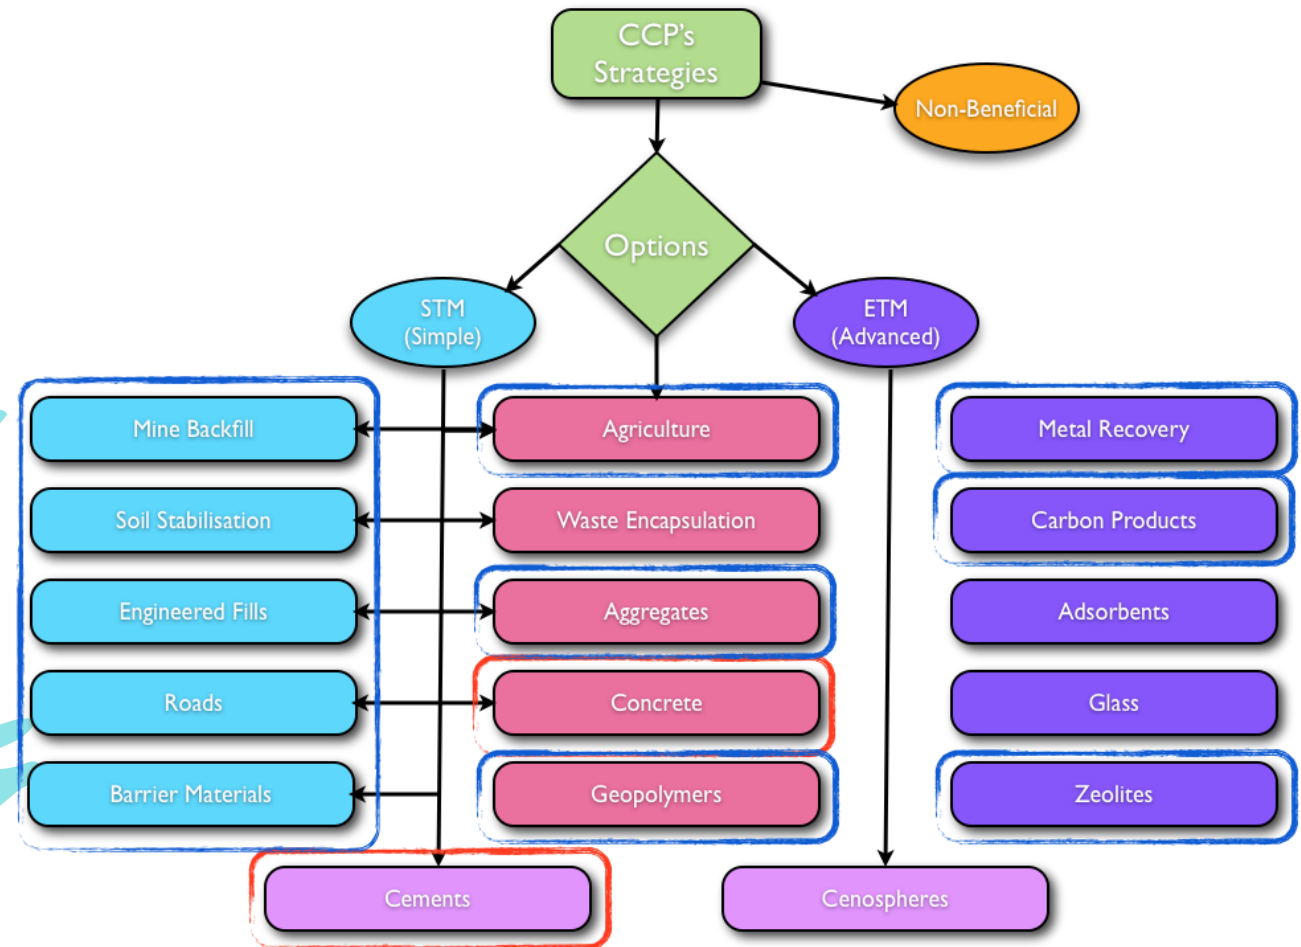 CCP's
Strategies
Non-Beneficial
Options
STM
(Simple)
ETM
(Advanced)
Mine Backfill
Agriculture
Metal Recovery
Soil Stabilisation
Waste Encapsulation
Carbon Products
Engineered Fills
Aggregates
Adsorbents
Roads
Concrete
Glass
Barrier Materials
Geopolymers
Zeolites
Cements
Cenospheres